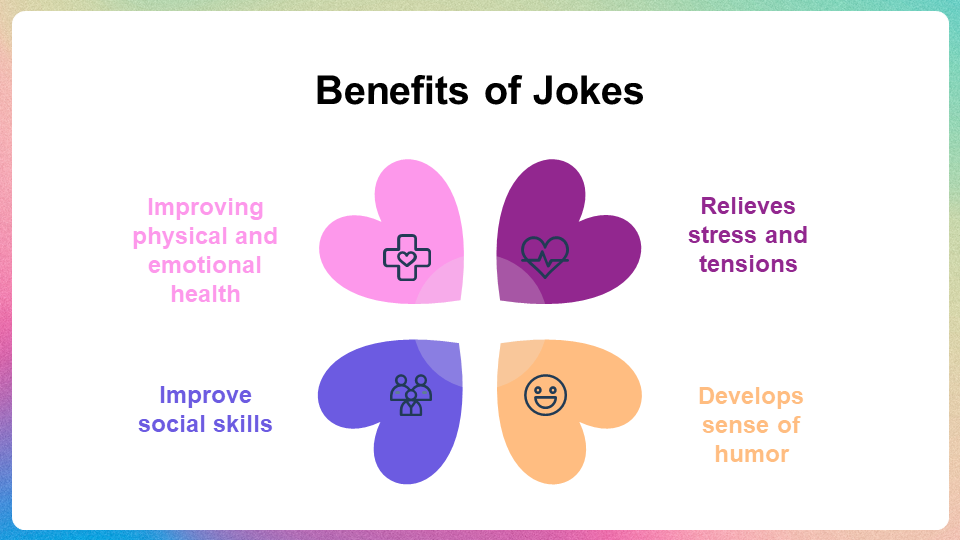 Benefits of Jokes
Improving
physical and
emotional
health
Relieves
stress and
tensions
Improve
social skills
Develops
sense of
humor